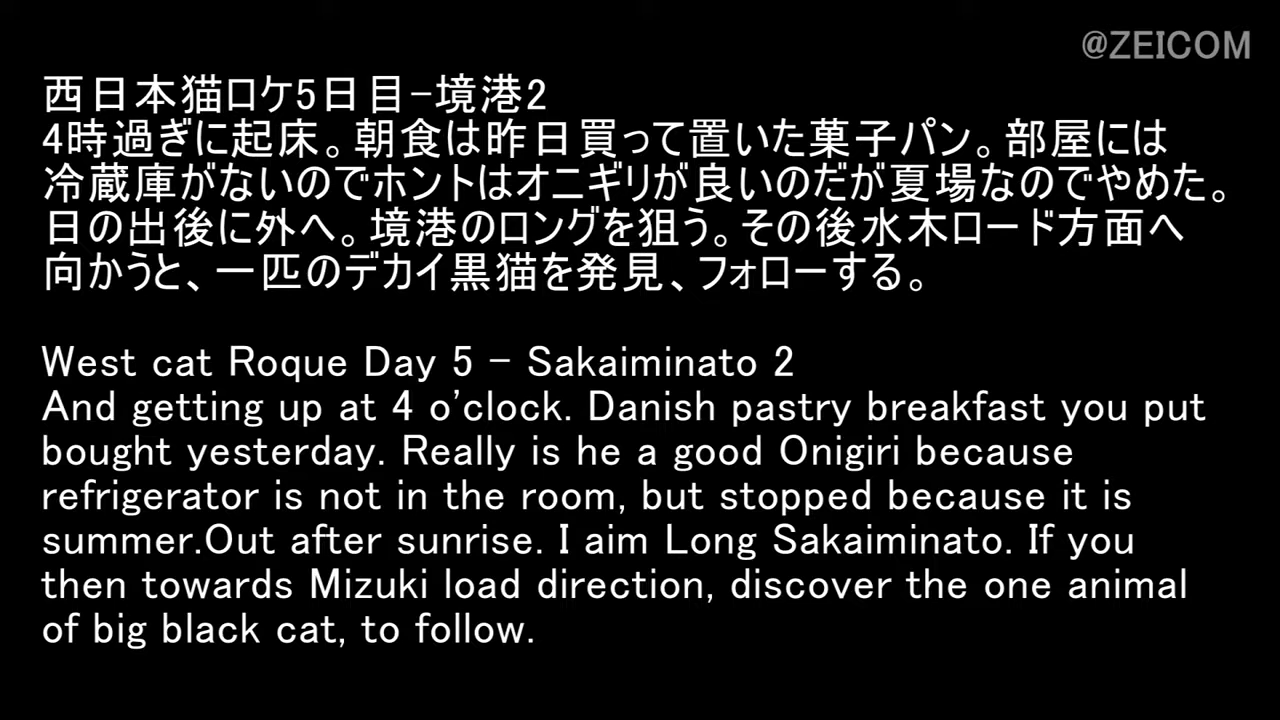 @ZEICOM
西日本猫ロケ5日目-境港2
4時過ぎに起床。朝食は昨日買って置いた菓子パン。部屋には
冷蔵庫がないのでホントはオニギリが良いのだが夏場なのでやめた。
日の出後に外へ。境港のロングを狙う。その後水木ロード方面へ
向かうと、一匹のデカイ黒猫を発見、フォローする。
West cat Roque Day 5 - Sakaiminato 2
And getting up at 4 o'clock. Danish pastry breakfast you put
bought yesterday. Really is he a good Onigiri because
refrigerator is not in the room, but stopped because it is
summer.Out after sunrise. I aim Long Sakaiminato. If you
then towards Mizuki load direction, discover the one animal
of big black cat, to follow.